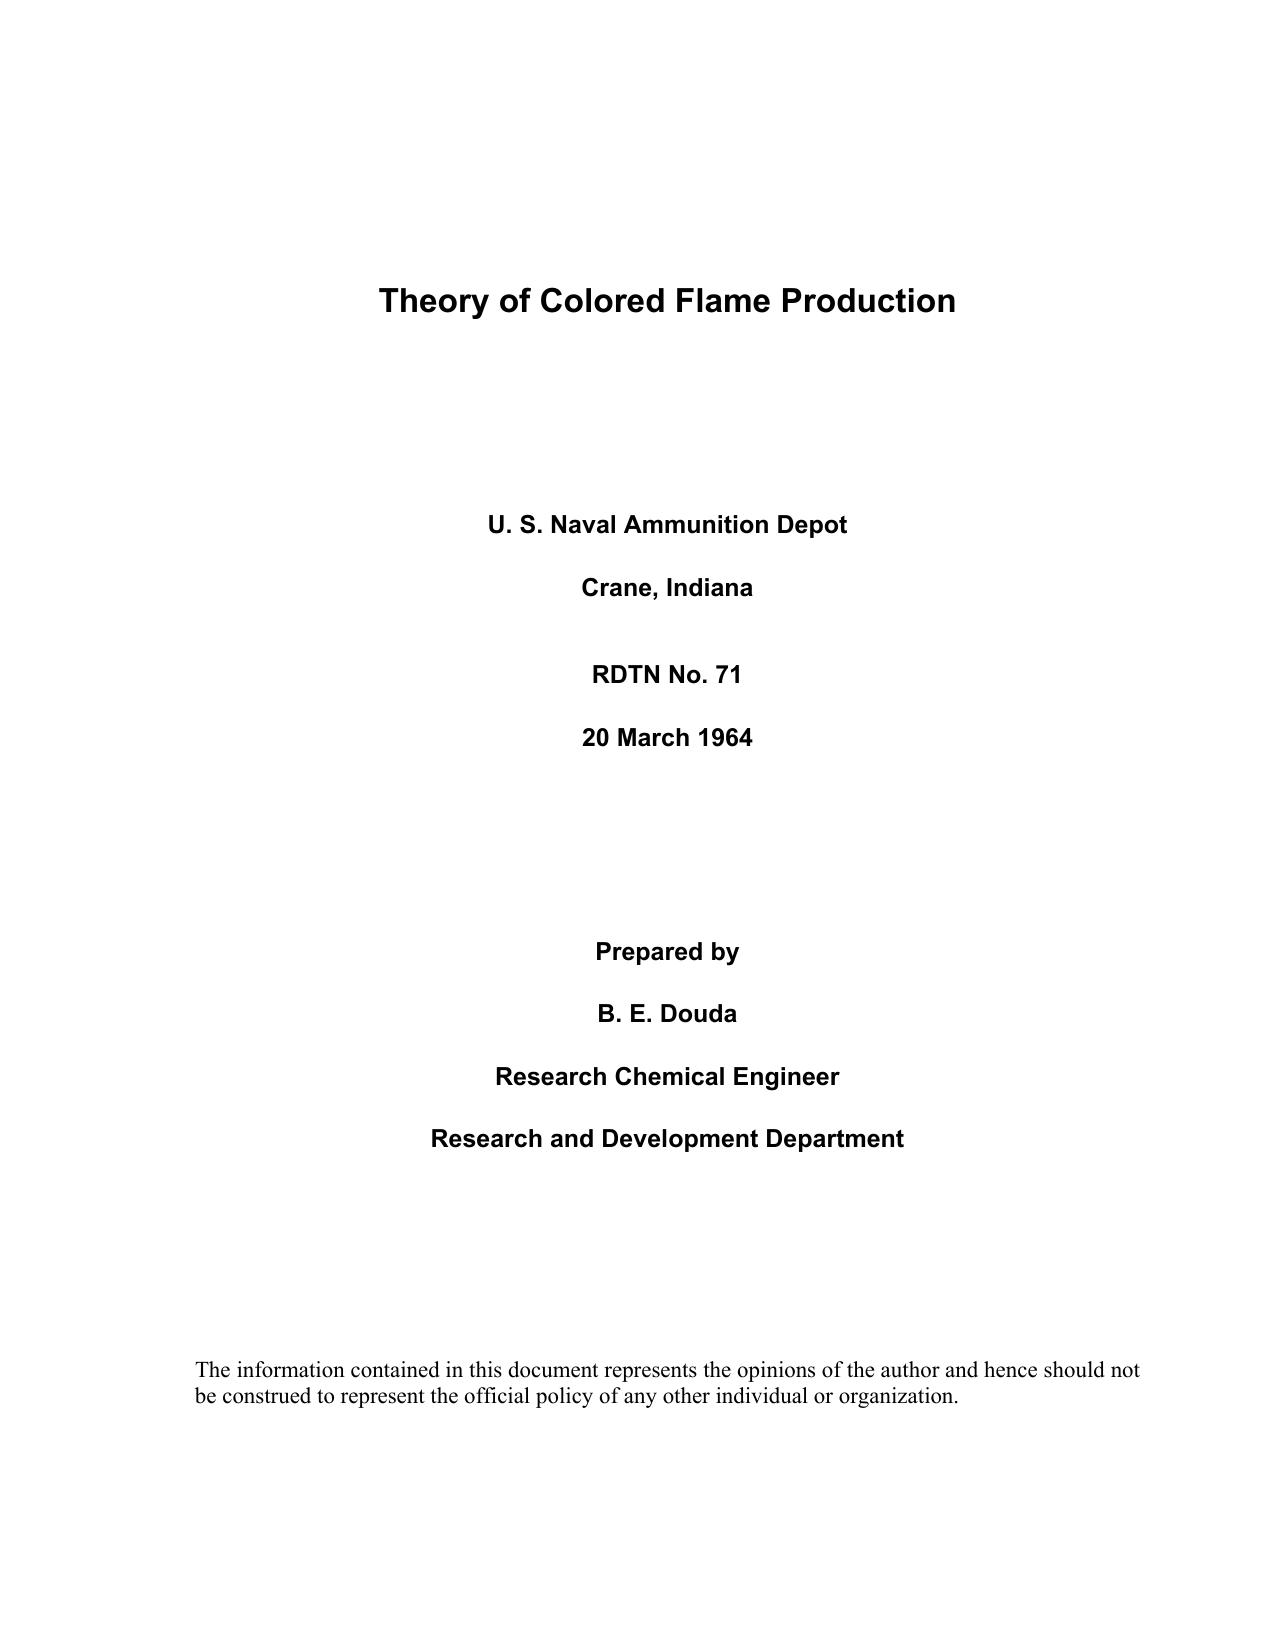 Theory of Colored Flame Production
U. S. Naval Ammunition Depot
Crane, Indiana
RDTN No. 71
20 March 1964
Prepared by
B. E. Douda
Research Chemical Engineer
Research and Development Department
The information contained in this document represents the opinions of the author and hence should not
be construed to represent the official policy of any other individual or organization.